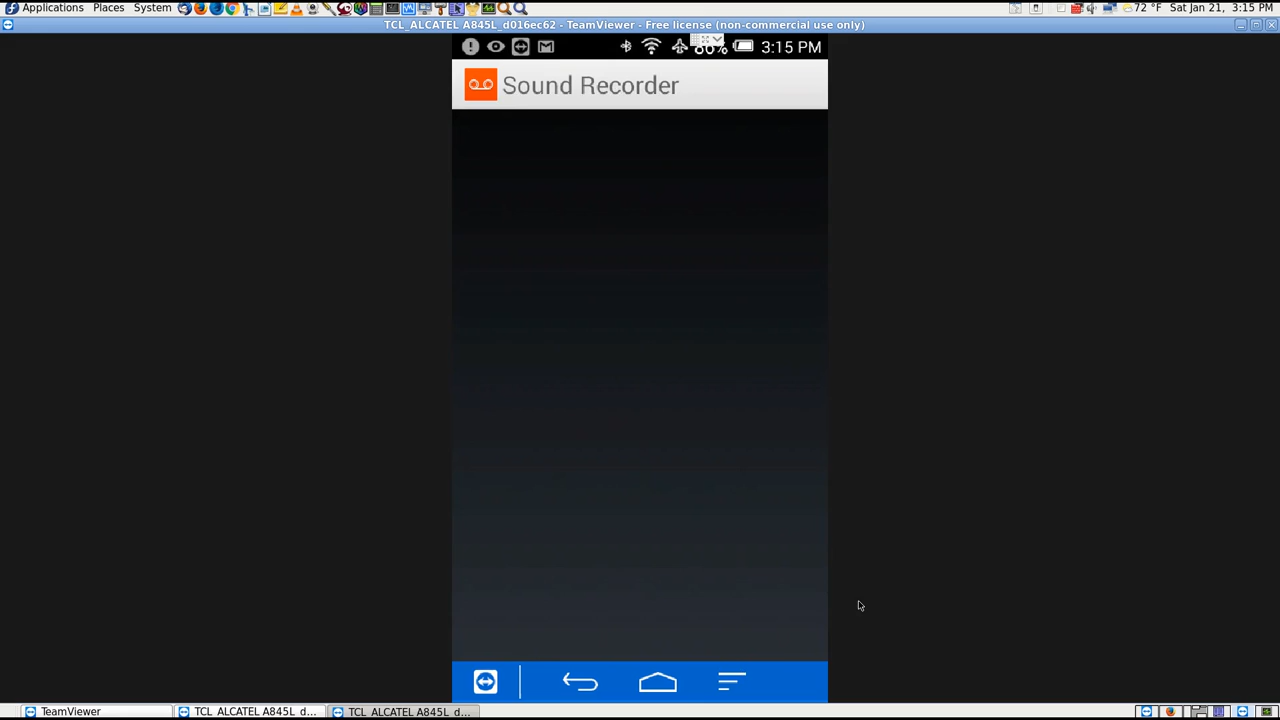 Applications Places System 72 °F Sat Jan 21, 3:15 PM
TCL_ALCATEL A845L_d016ec62 - TeamViewer - Free license (non-commercial use only)
3:15 PM
Sound Recorder
TeamViewer TCL_ALCATEL A845L_d... TCL_ALCATEL A845L_d...